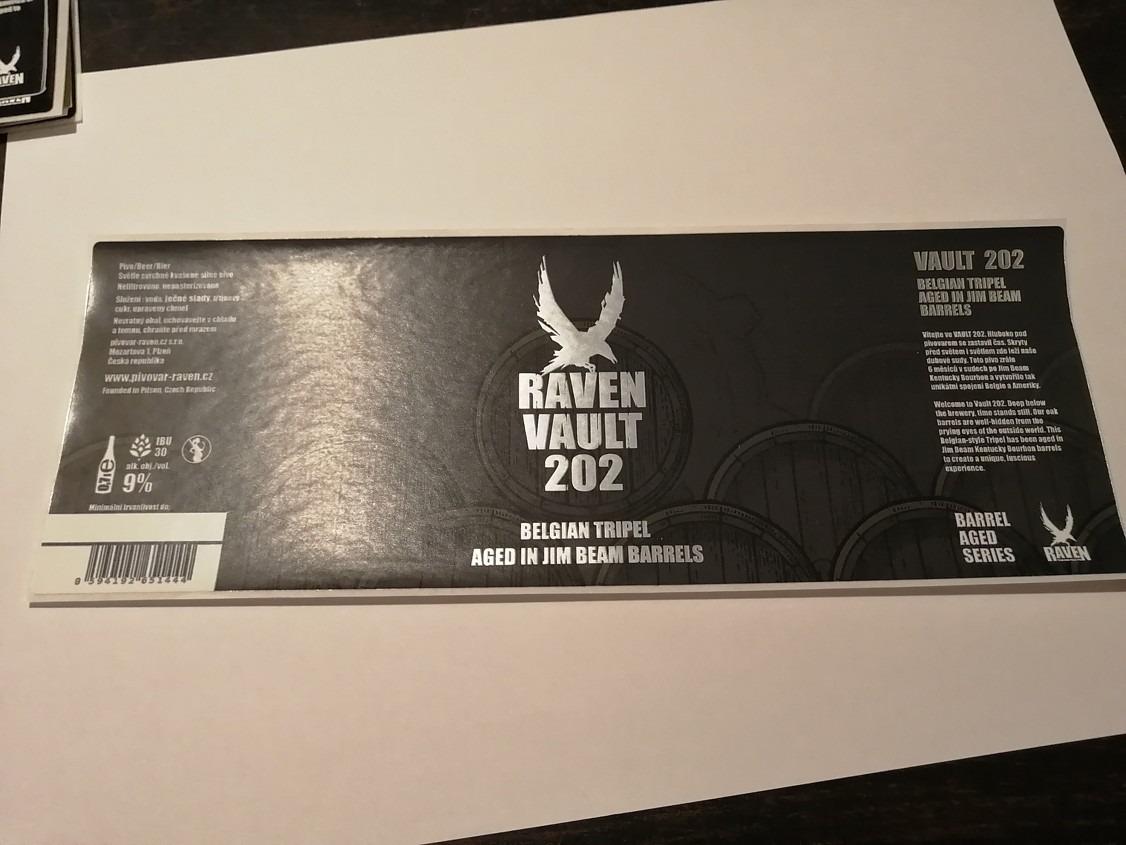 RAVEN
Pivo/Beer/Bier
Světlé svrchně kvašené silné pivo
Nefiltrováno, nepasterizováno
Složení: voda, ječné slady,
cukr, upravený chmel
Nevratný obal, uchovávejte v chladu
a temnu, chraňte před mrazem
pivovar-raven.cz s.r.o.
Mozartova 1, Plzeň
Česká republika
www.pivovar-raven.cz
Founded in Pilsen, Czech Republic
0,7l e
IBU
30
alk. obj./vol.
9%
Minimální trvanlivost do:
8 594192 651444
RAVEN
VAULT
202
BELGIAN TRIPEL
AGED IN JIM BEAM BARRELS
VAULT 202
BELGIAN TRIPEL
AGED IN JIM BEAM
BARRELS
Vítejte ve VAULT 202. Hluboko pod
pivovarem se zastavil čas. Skryty
před světem i světlem zde leží naše
dubové sudy. Toto pivo zrálo
6 měsíců v sudech po Jim Beam
Kentucky Bourbon a vytvořilo tak
unikátní spojení Belgie a Ameriky.
Welcome to Vault 202. Deep below
the brewery, time stands still. Our oak
barrels are well-hidden from the
prying eyes of the outside world. This
Belgian-style Tripel has been aged in
Jim Beam Kentucky Bourbon barrels
to create a unique, luscious
experience.
BARREL
AGED
SERIES
RAVEN